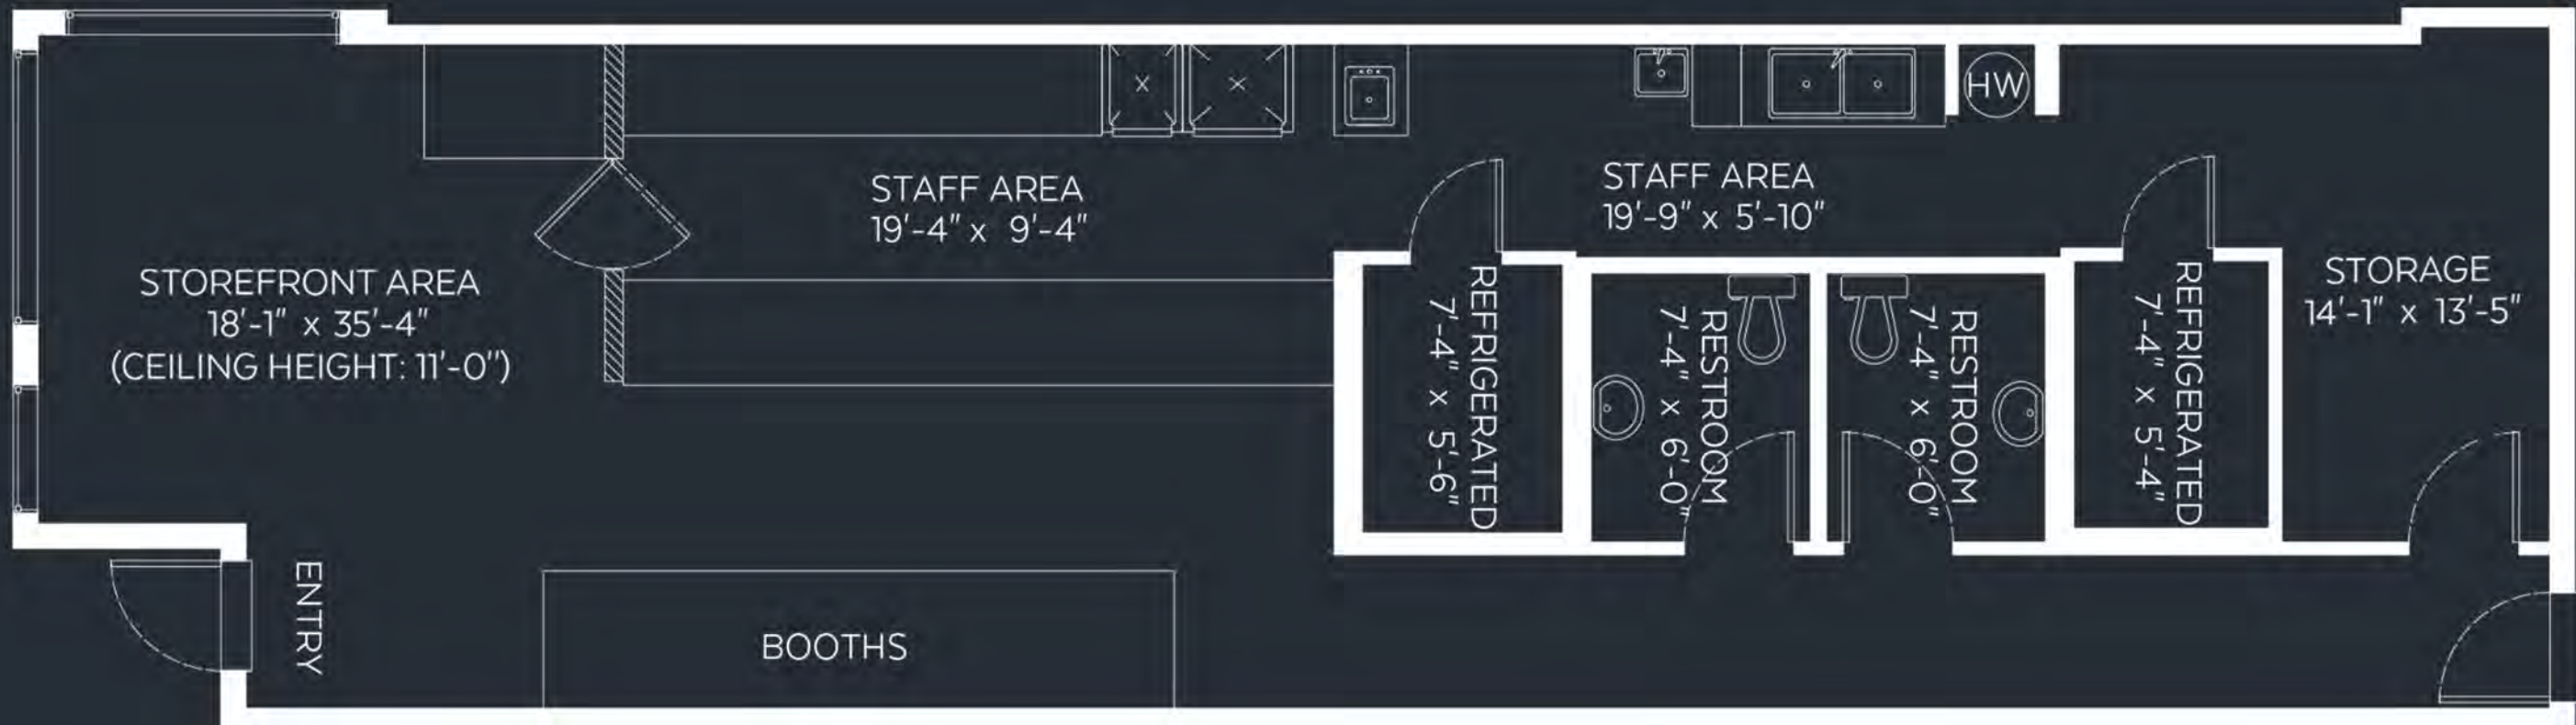 STOREFRONT AREA
18'-1" x 35'-4"
(CEILING HEIGHT: 11'-0")
ENTRY
STAFF AREA
19'-4" x 9'-4"
BOOTHS
REFRIGERATED
7'-4" x 5'-6"
STAFF AREA
19'-9" x 5'-10"
HW
RESTROOM
7'-4" x 6'-0"
RESTROOM
7'-4" x 6'-0"
REFRIGERATED
7'-4" x 5'-4"
STORAGE
14'-1" x 13'-5"